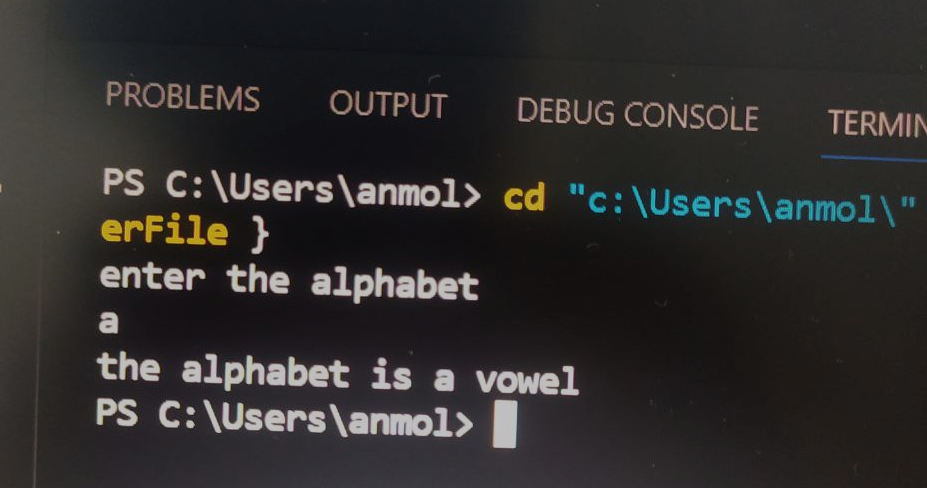 PROBLEMS OUTPUT DEBUG CONSOLE TERMIN
PS C:\Users\anmol> cd "c:\Users\anmol\"
erFile }
enter the alphabet
a
the alphabet is a vowel
PS C:\Users\anmol>